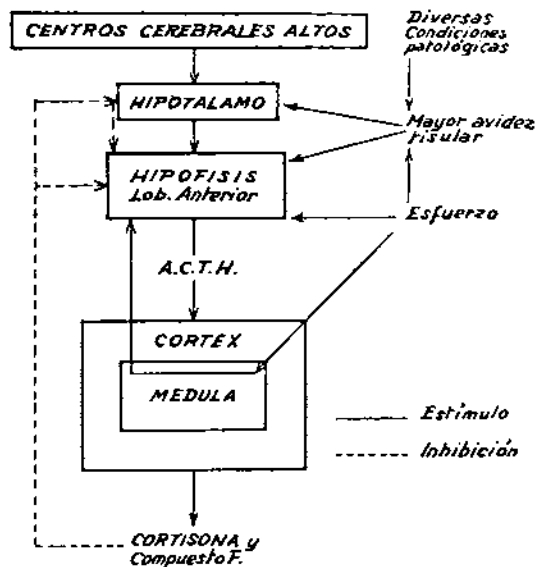 CENTROS CEREBRALES ALTOS
Diversas
Condiciones
patológicas
HIPOTALAMO
Mayor avidez
tisular
HIPOFISIS
Lob. Anterior
Esfuerzo
A.C.T.H.
CORTEX
MEDULA
Estímulo
Inhibición
CORTISONA y
Compuesto F.